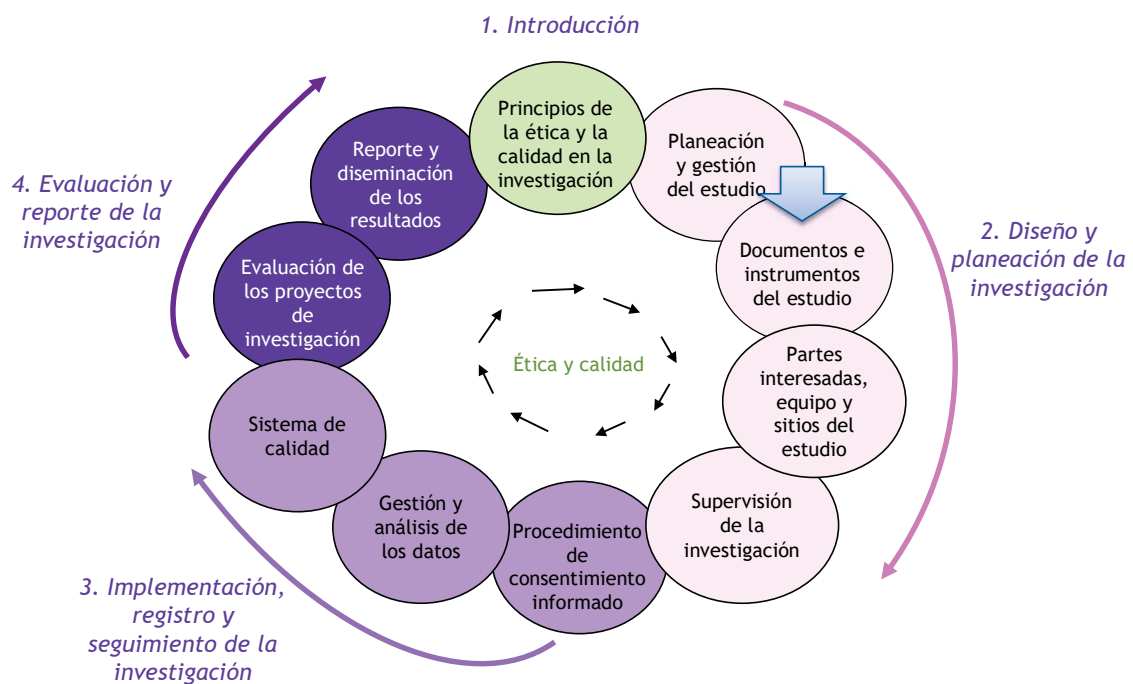 1. Introducción
Principios de
la ética y la
calidad en la
investigación
Planeación
y gestión
del estudio
2. Diseño y
planeación de la
investigación
Documentos e
instrumentos
del estudio
Partes
interesadas,
equipo y
sitios del
estudio
Supervisión
de la
investigación
Procedimiento
de
consentimiento
informado
3. Implementación,
registro y
seguimiento de la
investigación
Gestión y
análisis de
los datos
Sistema de
calidad
4. Evaluación y
reporte de la
investigación
Evaluación de
los proyectos
de
investigación
Reporte y
diseminación
de los
resultados
Ética y calidad